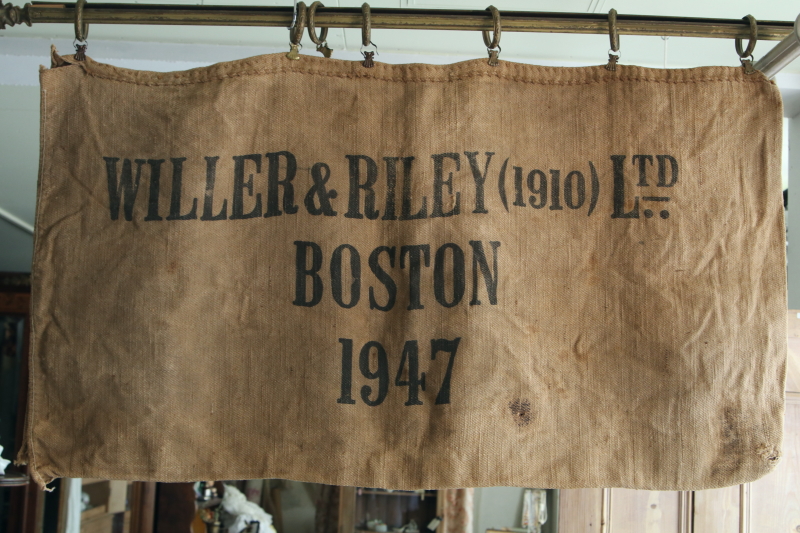 WILLER & RILEY (1910) LTD
BOSTON
1947